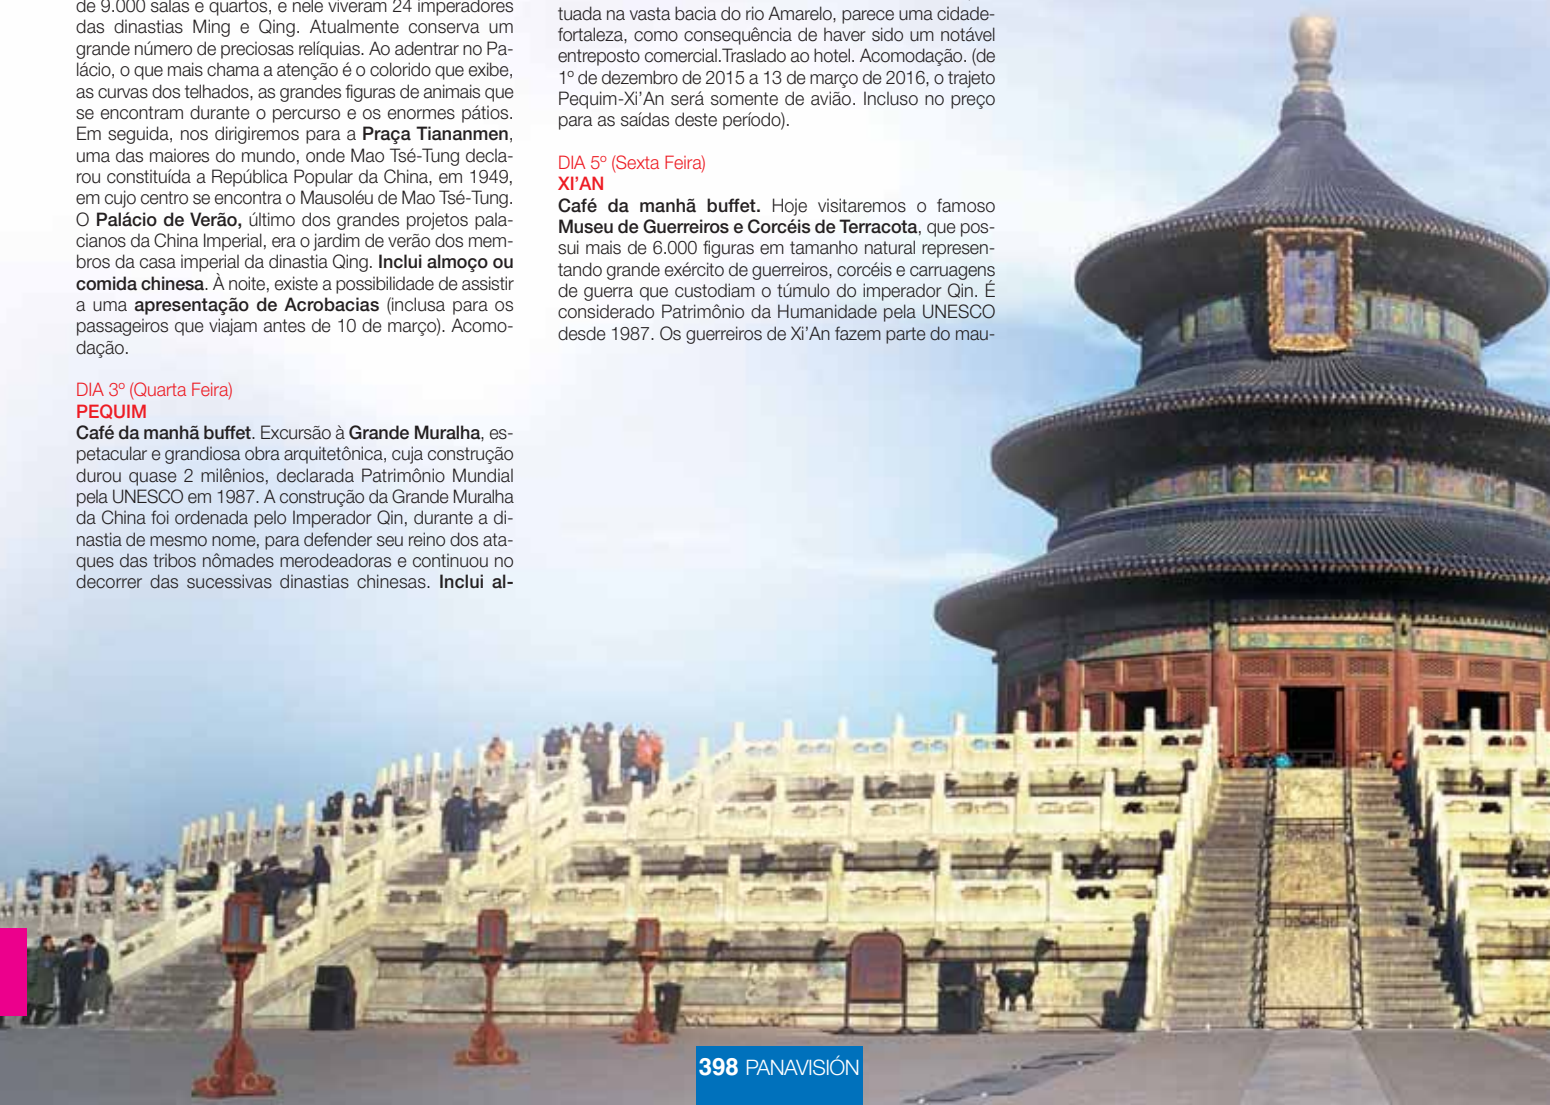 de 9.000 salas e quartos, e nele viveram 24 imperadores
das dinastias Ming e Qing. Atualmente conserva um
grande número de preciosas relíquias. Ao adentrar no Pa-
lácio, o que mais chama a atenção é o colorido que exibe,
as curvas dos telhados, as grandes figuras de animais que
se encontram durante o percurso e os enormes pátios.
Em seguida, nos dirigiremos para a Praça Tiananmen,
uma das maiores do mundo, onde Mao Tsé-Tung decla-
rou constituída a República Popular da China, em 1949,
em cujo centro se encontra o Mausoléu de Mao Tsé-Tung.
O Palácio de Verão, último dos grandes projetos pala-
cianos da China Imperial, era o jardim de verão dos mem-
bros da casa imperial da dinastia Qing. Inclui almoço ou
comida chinesa. À noite, existe a possibilidade de assistir
a uma apresentação de Acrobacias (inclusa para os
passageiros que viajam antes de 10 de março). Acomo-
dação.
DIA 3º (Quarta Feira)
PEQUIM
Café da manhã buffet. Excursão à Grande Muralha, es-
petacular e grandiosa obra arquitetônica, cuja construção
durou quase 2 milênios, declarada Patrimônio Mundial
pela UNESCO em 1987. A construção da Grande Muralha
da China foi ordenada pelo Imperador Qin, durante a di-
nastia de mesmo nome, para defender seu reino dos ata-
ques das tribos nômades merodeadoras e continuou no
decorrer das sucessivas dinastias chinesas. Inclui al-
tuada na vasta bacia do rio Amarelo, parece uma cidade-
fortaleza, como consequência de haver sido um notável
entreposto comercial.Traslado ao hotel. Acomodação. (de
1º de dezembro de 2015 a 13 de março de 2016, o trajeto
Pequim-Xi'An será somente de avião. Incluso no preço
para as saídas deste período).
DIA 5º (Sexta Feira)
XI'AN
Café da manhã buffet. Hoje visitaremos o famoso
Museu de Guerreiros e Corcéis de Terracota, que pos-
sui mais de 6.000 figuras em tamanho natural represen-
tando grande exército de guerreiros, corcéis e carruagens
de guerra que custodiam o túmulo do imperador Qin. É
considerado Patrimônio da Humanidade pela UNESCO
desde 1987. Os guerreiros de Xi'An fazem parte do mau-
398 PANAVISIÓN